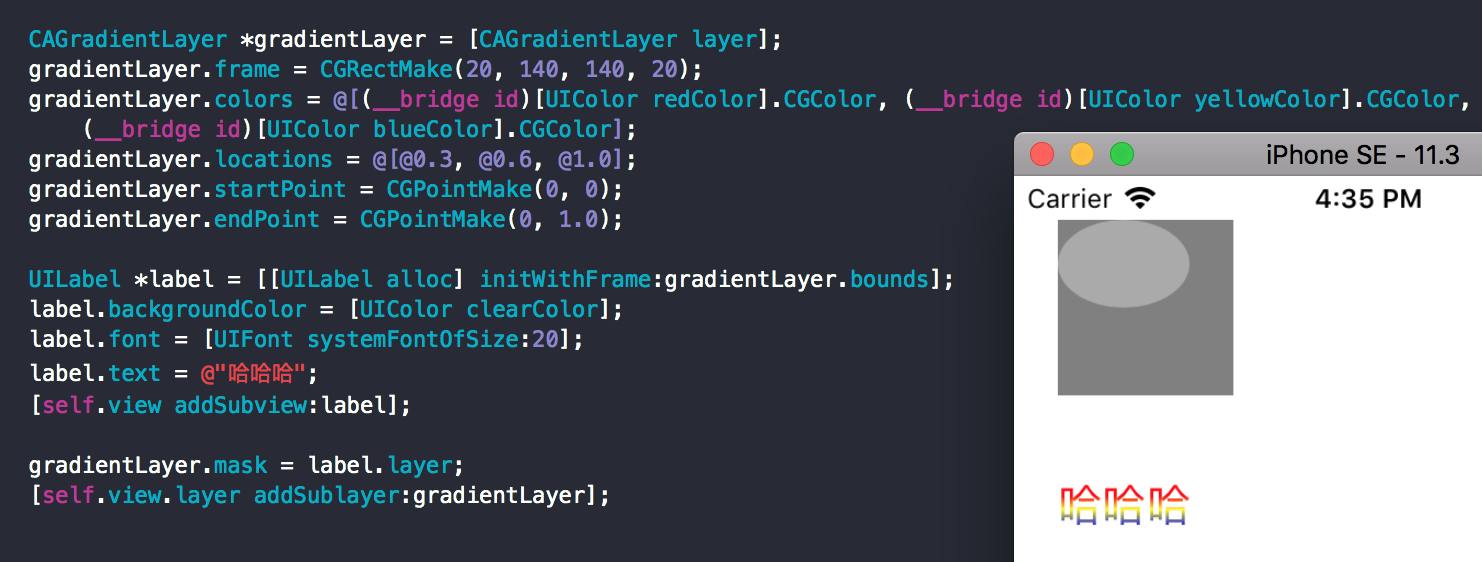 CAGradientLayer *gradientLayer = [CAGradientLayer layer];
gradientLayer.frame = CGRectMake(20, 140, 140, 20);
gradientLayer.colors = @[(__bridge id)[UIColor redColor].CGColor, (__bridge id)[UIColor yellowColor].CGColor,
(__bridge id)[UIColor blueColor].CGColor];
gradientLayer.locations = @[@0.3, @0.6, @1.0];
gradientLayer.startPoint = CGPointMake(0, 0);
gradientLayer.endPoint = CGPointMake(0, 1.0);
UILabel *label = [[UILabel alloc] initWithFrame:gradientLayer.bounds];
label.backgroundColor = [UIColor clearColor];
label.font = [UIFont systemFontOfSize:20];
label.text = @"哈哈哈";
[self.view addSubview:label];
gradientLayer.mask = label.layer;
[self.view.layer addSublayer:gradientLayer];
iPhone SE - 11.3
Carrier 4:35 PM
哈哈哈